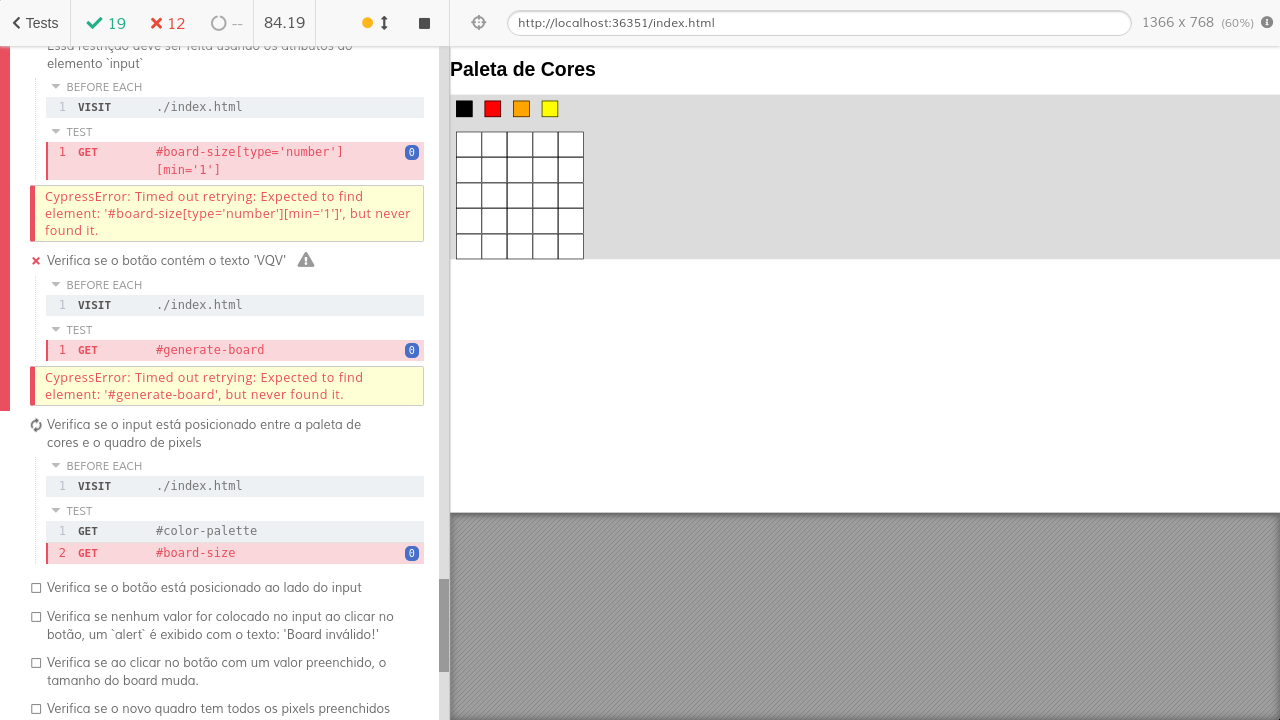 Tests 19 12 -- 84.19 http://localhost:36351/index.html 1366 x 768 (60%)
Essa restrição deve ser feita usando os atributos do
elemento `input`
BEFORE EACH
1 VISIT ./index.html
TEST
1 GET #board-size[type='number'] 0
[min='1']
CypressError: Timed out retrying: Expected to find
element: '#board-size[type='number'][min='1']', but never
found it.
Verifica se o botão contém o texto 'VQV'
BEFORE EACH
1 VISIT ./index.html
TEST
1 GET #generate-board 0
CypressError: Timed out retrying: Expected to find
element: '#generate-board', but never found it.
Verifica se o input está posicionado entre a paleta de
cores e o quadro de pixels
BEFORE EACH
1 VISIT ./index.html
TEST
1 GET #color-palette
2 GET #board-size 0
Verifica se o botão está posicionado ao lado do input
Verifica se nenhum valor for colocado no input ao clicar no
botão, um `alert` é exibido com o texto: 'Board inválido!'
Verifica se ao clicar no botão com um valor preenchido, o
tamanho do board muda.
Verifica se o novo quadro tem todos os pixels preenchidos
Paleta de Cores